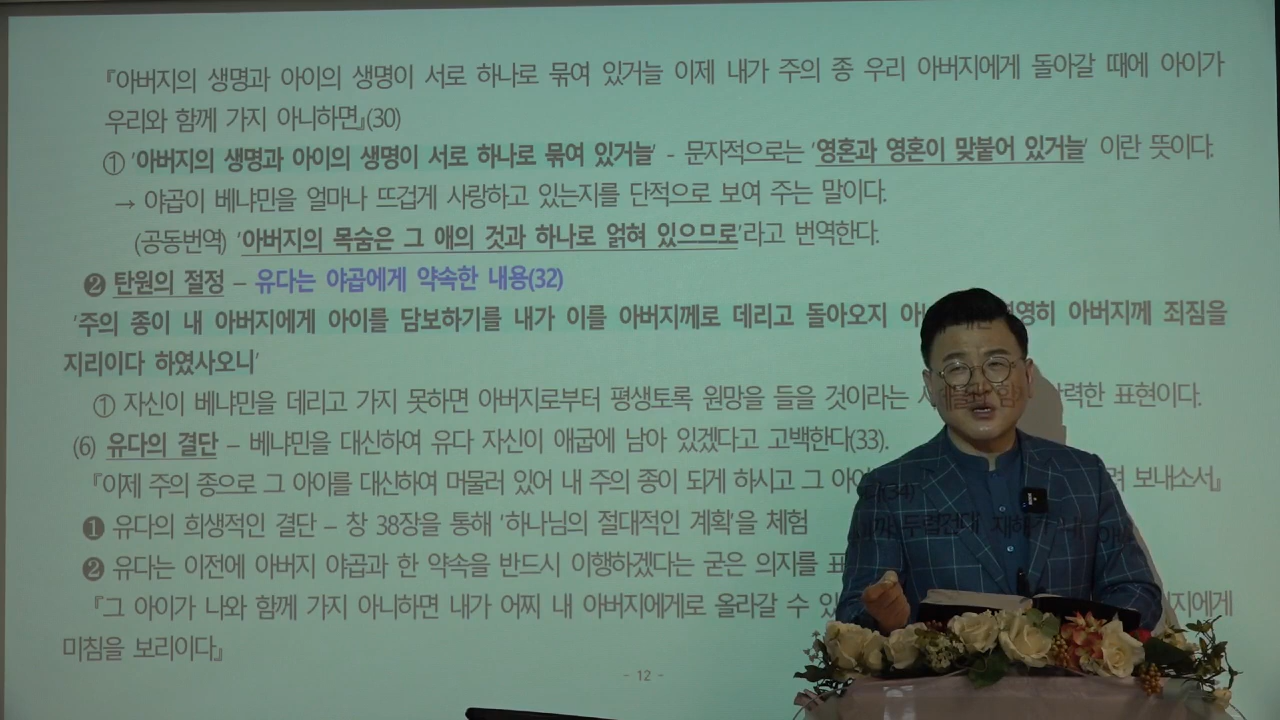 『아버지의 생명과 아이의 생명이 서로 하나로 묶여 있거늘 이제 내가 주의 종 우리 아버지에게 돌아갈 때에 아이가
우리와 함께 가지 아니하면』(30)
① '아버지의 생명과 아이의 생명이 서로 하나로 묶여 있거늘' - 문자적으로는 '영혼과 영혼이 맞붙어 있거늘' 이란 뜻이다.
→ 야곱이 베냐민을 얼마나 뜨겁게 사랑하고 있는지를 단적으로 보여 주는 말이다.
(공동번역) '아버지의 목숨은 그 애의 것과 하나로 얽혀 있으므로'라고 번역한다.
❷ 탄원의 절정 – 유다는 야곱에게 약속한 내용(32)
'주의 종이 내 아버지에게 아이를 담보하기를 내가 이를 아버지께로 데리고 돌아오지 아버지께 죄짐을
지리이다 하였사오니'
① 자신이 베냐민을 데리고 가지 못하면 아버지로부터 평생토록 원망을 들을 것이라는 표현이다.
(6) 유다의 결단 – 베냐민을 대신하여 유다 자신이 애굽에 남아 있겠다고 고백한다(33).
『이제 주의 종으로 그 아이를 대신하여 머물러 있어 내 주의 종이 되게 하시고 그 보내소서』
❶ 유다의 희생적인 결단 – 창 38장을 통해 '하나님의 절대적인 계획'을 체험
❷ 유다는 이전에 아버지 야곱과 한 약속을 반드시 이행하겠다는 굳은 의지를
(34)
『그 아이가 나와 함께 가지 아니하면 내가 어찌 내 아버지에게로 올라갈 수
미침을 보리이다』
- 12 -